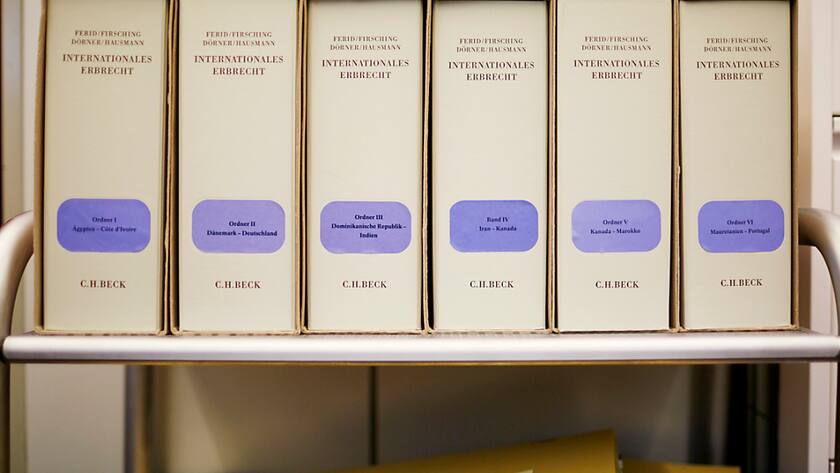 FERID/FIRSCHING
DÖRNER/HAUSMANN
INTERNATIONALES
ERBRECHT
Ordner I
Ägypten – Côte d'Ivoire
C.H.BECK
FERID/FIRSCHING
DÖRNER/HAUSMANN
INTERNATIONALES
ERBRECHT
Ordner II
Dänemark – Deutschland
C.H.BECK
FERID/FIRSCHING
DÖRNER/HAUSMANN
INTERNATIONALES
ERBRECHT
Ordner III
Dominikanische Republik –
Indien
C.H.BECK
FERID/FIRSCHING
DÖRNER/HAUSMANN
INTERNATIONALES
ERBRECHT
Band IV
Iran – Kanada
C.H.BECK
FERID/FIRSCHING
DÖRNER/HAUSMANN
INTERNATIONALES
ERBRECHT
Ordner V
Kanada – Marokko
C.H.BECK
FERID/FIRSCHING
DÖRNER/HAUSMANN
INTERNATIONALES
ERBRECHT
Ordner VI
Mauretanien – Portugal
C.H.BECK